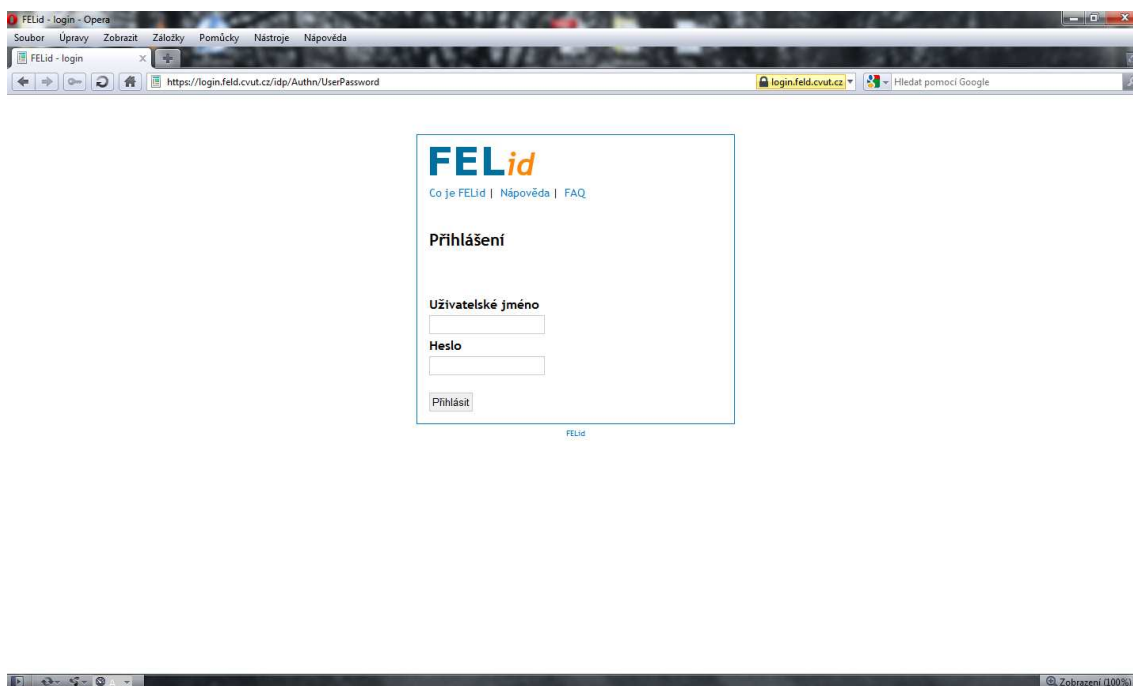 FELid - login - Opera
Soubor Úpravy Zobrazit Záložky Pomůcky Nástroje Nápověda
FELid - login
https://login.feld.cvut.cz/idp/Authn/UserPassword login.feld.cvut.cz Hledat pomocí Google
FELid
Co je FELid | Nápověda | FAQ
Přihlášení
Uživatelské jméno
Heslo
Přihlásit
FELid
Zobrazení (100%)